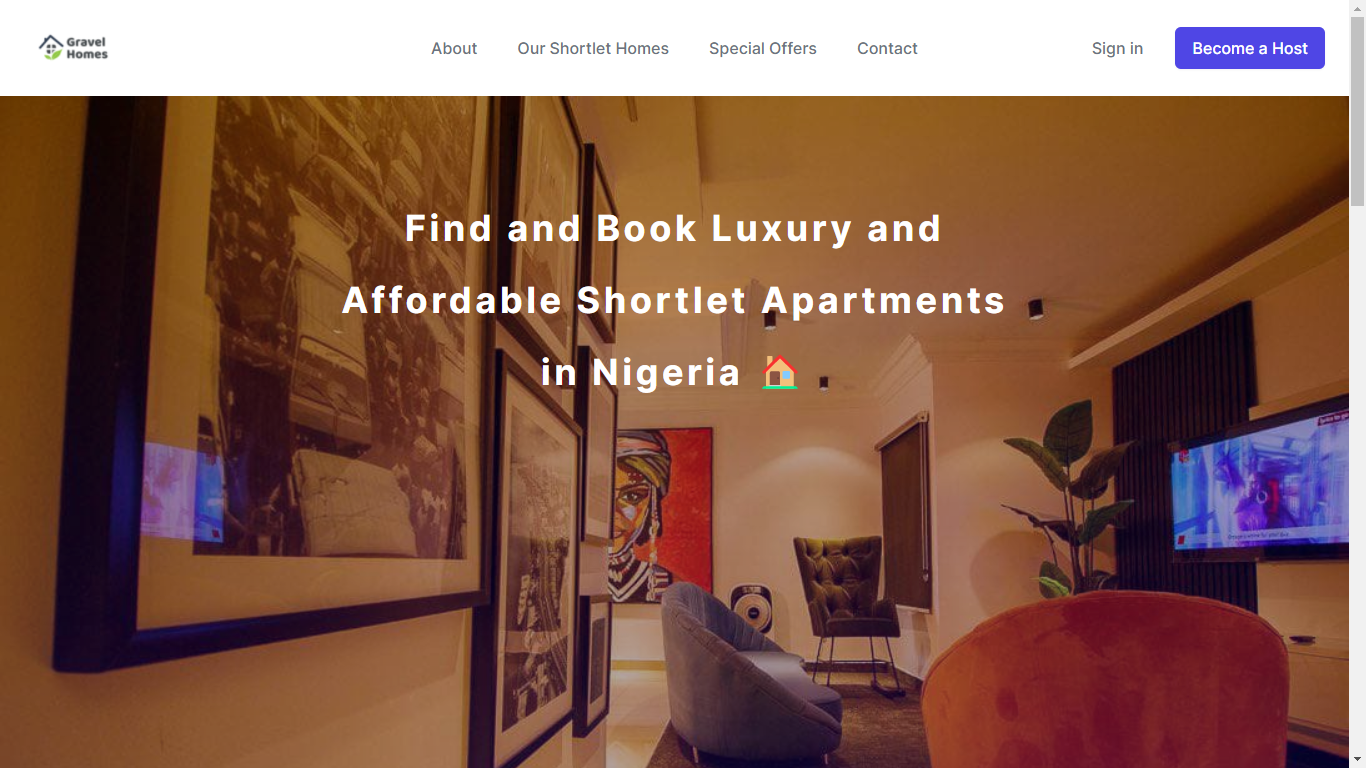 Gravel
Homes
About
Our Shortlet Homes
Special Offers
Contact
Sign in
Become a Host
Find and Book Luxury and
Affordable Shortlet Apartments
in Nigeria 🏠